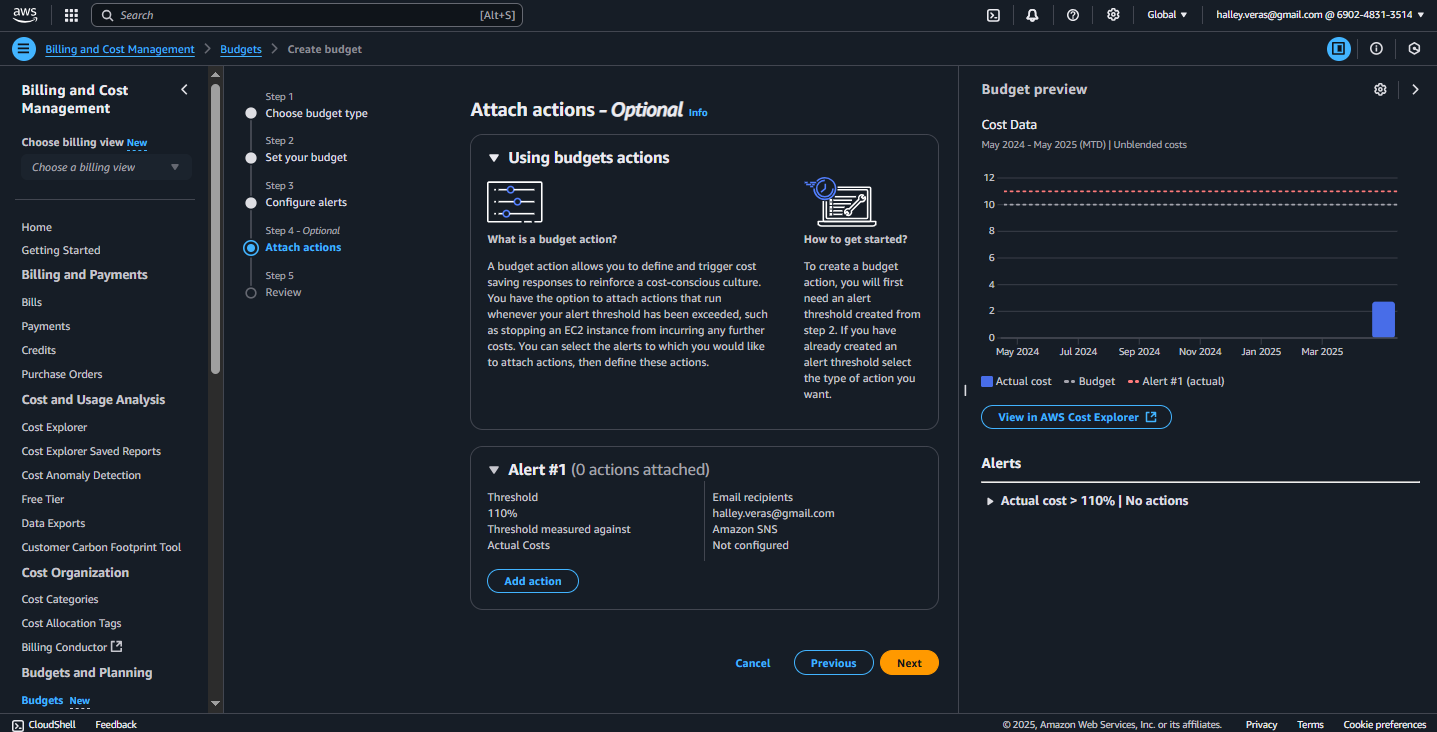 aws
Search [Alt+S]
Global
halley.veras@gmail.com @ 6902-4831-3514
Billing and Cost Management
Budgets
Create budget
Billing and Cost
Management
Choose billing view New
Choose a billing view
Home
Getting Started
Billing and Payments
Bills
Payments
Credits
Purchase Orders
Cost and Usage Analysis
Cost Explorer
Cost Explorer Saved Reports
Cost Anomaly Detection
Free Tier
Data Exports
Customer Carbon Footprint Tool
Cost Organization
Cost Categories
Cost Allocation Tags
Billing Conductor
Budgets and Planning
Budgets New
Step 1
Choose budget type
Step 2
Set your budget
Step 3
Configure alerts
Step 4 - Optional
Attach actions
Step 5
Review
Attach actions - Optional Info
Using budgets actions
What is a budget action?
A budget action allows you to define and trigger cost
saving responses to reinforce a cost-conscious culture.
You have the option to attach actions that run
whenever your alert threshold has been exceeded, such
as stopping an EC2 instance from incurring any further
costs. You can select the alerts to which you would like
to attach actions, then define these actions.
How to get started?
To create a budget
action, you will first
need an alert
threshold created from
step 2. If you have
already created an
alert threshold select
the type of action you
want.
Alert #1 (0 actions attached)
Threshold
110%
Threshold measured against
Actual Costs
Email recipients
halley.veras@gmail.com
Amazon SNS
Not configured
Add action
Cancel
Previous
Next
Budget preview
Cost Data
May 2024 - May 2025 (MTD) | Unblended costs
12
10
8
6
4
2
0
May 2024 Jul 2024 Sep 2024 Nov 2024 Jan 2025 Mar 2025
Actual cost Budget Alert #1 (actual)
View in AWS Cost Explorer
Alerts
Actual cost > 110% | No actions
CloudShell Feedback
© 2025, Amazon Web Services, Inc. or its affiliates. Privacy Terms Cookie preferences